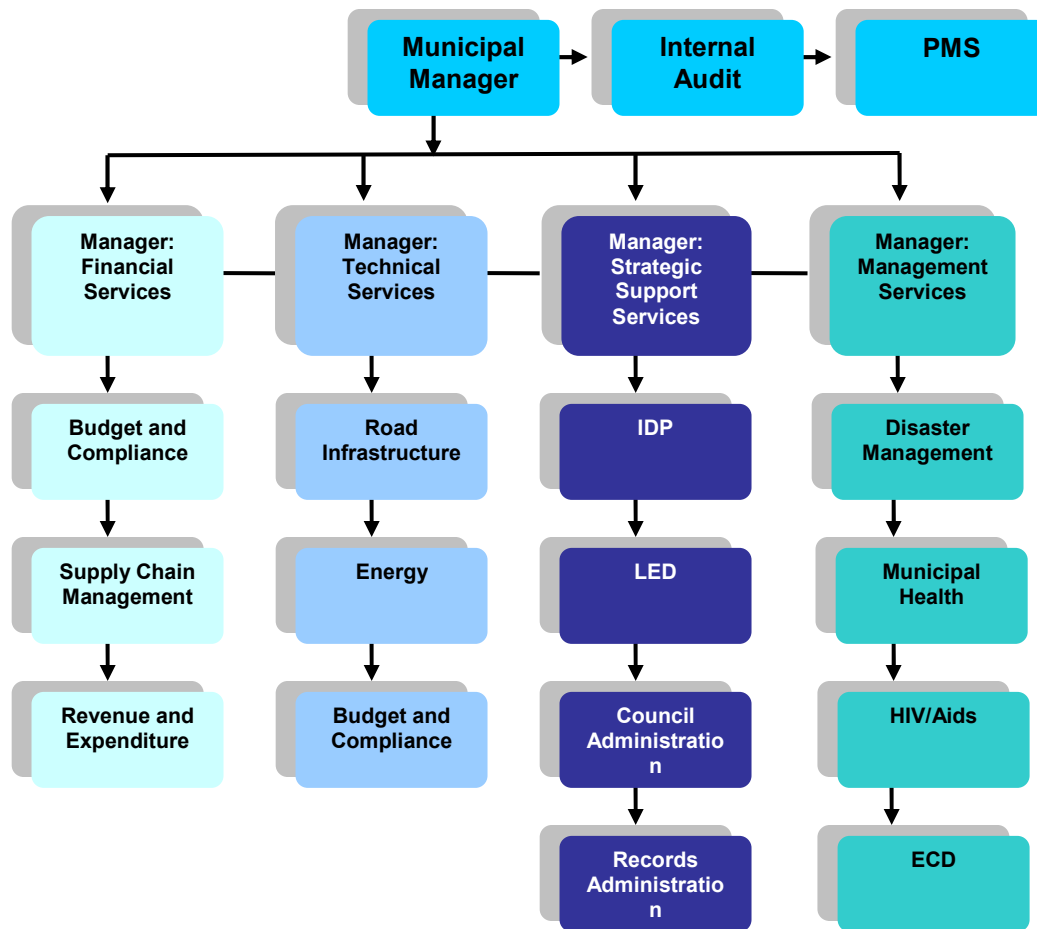 Municipal
Manager
Internal
Audit
PMS
Manager:
Financial
Services
Manager:
Technical
Services
Manager:
Strategic
Support
Services
Manager:
Management
Services
Budget and
Compliance
Road
Infrastructure
IDP
Disaster
Management
Supply Chain
Management
Energy
LED
Municipal
Health
Revenue and
Expenditure
Budget and
Compliance
Council
Administratio
n
HIV/Aids
Records
Administratio
n
ECD